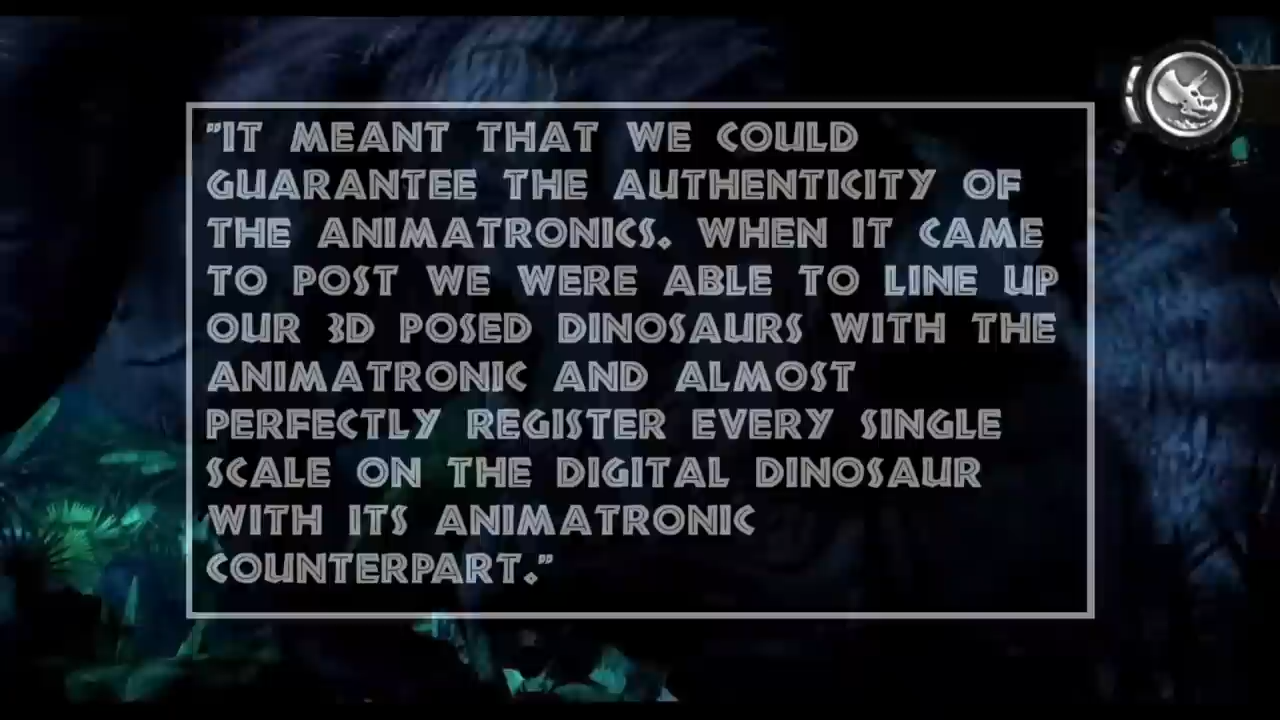 "IT MEANT THAT WE COULD
GUARANTEE THE AUTHENTICITY OF
THE ANIMATRONICS. WHEN IT CAME
TO POST WE WERE ABLE TO LINE UP
OUR 3D POSED DINOSAURS WITH THE
ANIMATRONIC AND ALMOST
PERFECTLY REGISTER EVERY SINGLE
SCALE ON THE DIGITAL DINOSAUR
WITH ITS ANIMATRONIC
COUNTERPART."